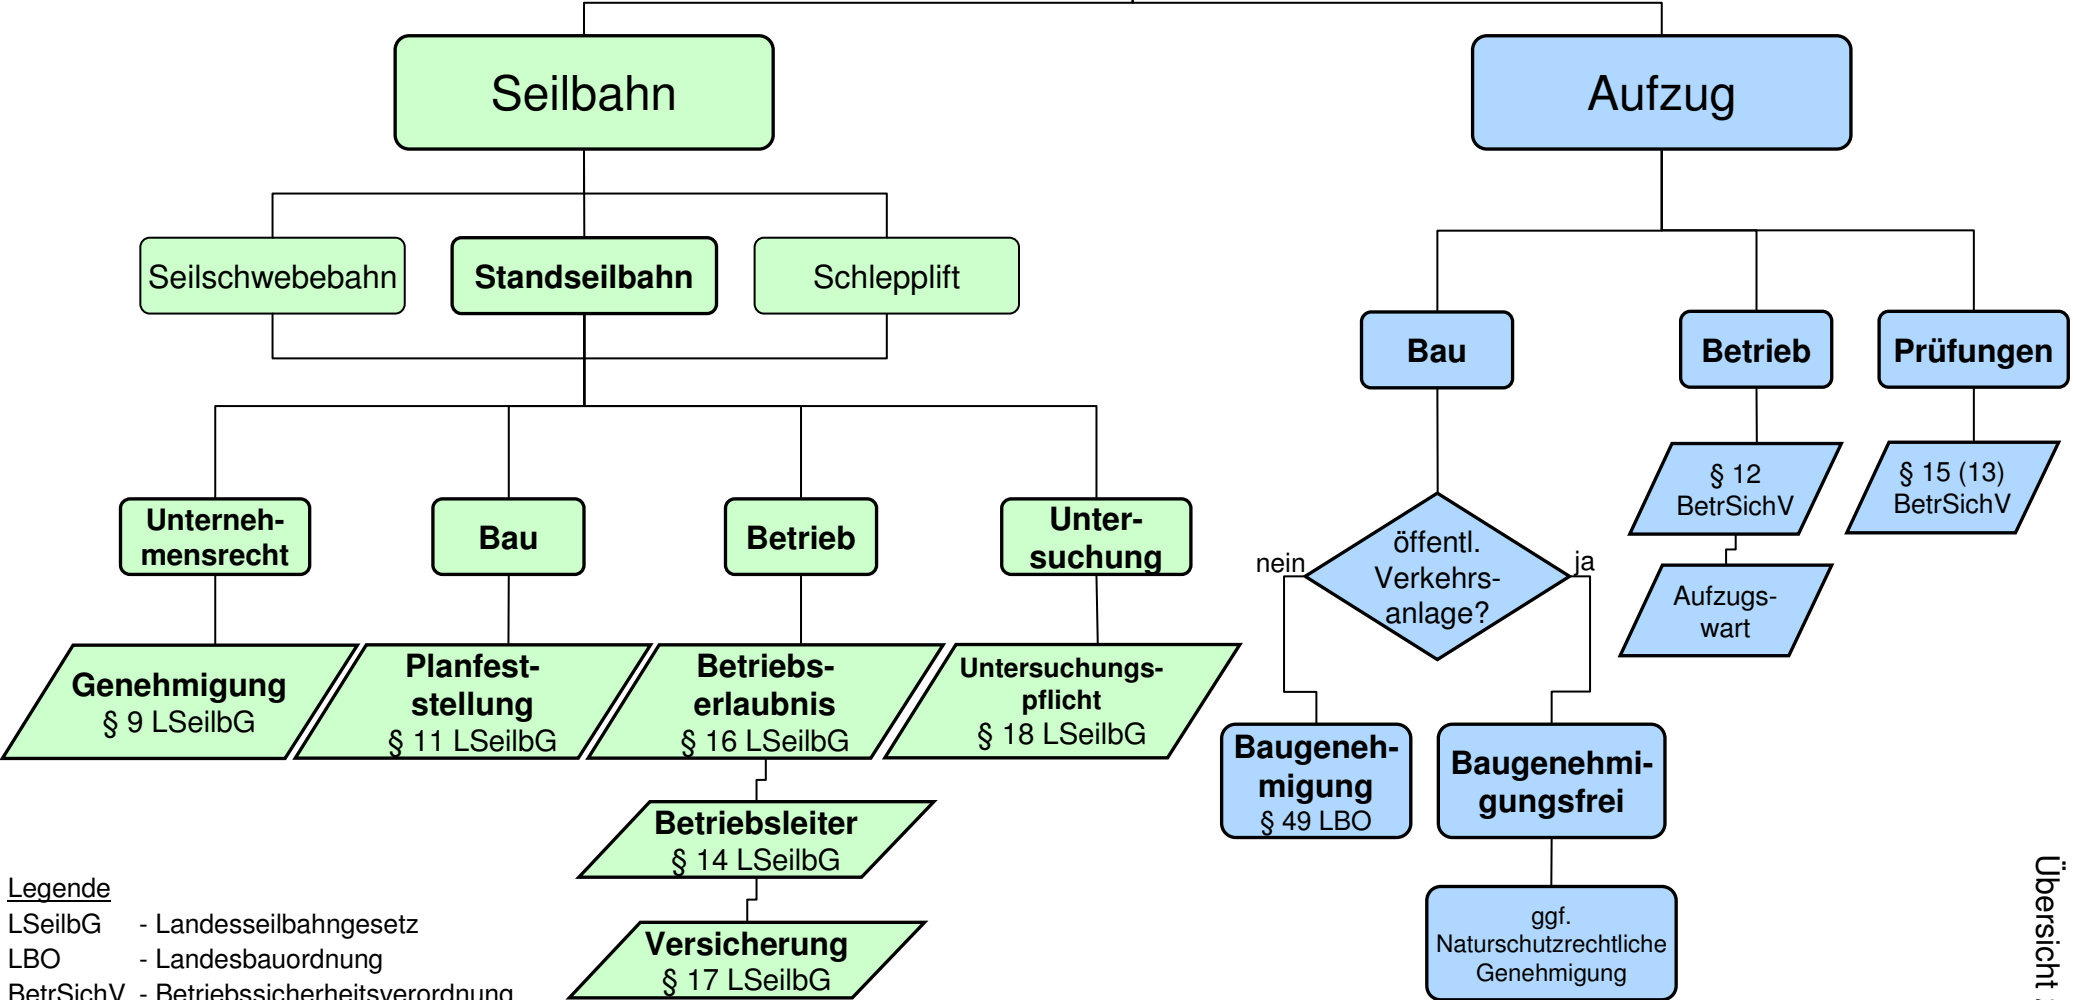 Seilbahn
Aufzug
Seilschwebebahn
Standseilbahn
Schlepplift
Bau
Betrieb
Prüfungen
§ 12
BetrSichV
§ 15 (13)
BetrSichV
Unterneh-
mensrecht
Bau
Betrieb
Unter-
suchung
nein
öffentl.
Verkehrs-
anlage?
ja
Aufzugs-
wart
Genehmigung
§ 9 LSeilbG
Planfest-
stellung
§ 11 LSeilbG
Betriebs-
erlaubnis
§ 16 LSeilbG
Untersuchungs-
pflicht
§ 18 LSeilbG
Baugeneh-
migung
§ 49 LBO
Baugenehmi-
gungsfrei
Betriebsleiter
§ 14 LSeilbG
Versicherung
§ 17 LSeilbG
ggf.
Naturschutzrechtliche
Genehmigung
Legende
LSeilbG - Landesseilbahngesetz
LBO - Landesbauordnung
BetrSichV - Betriebssicherheitsverordnung
Übersicht